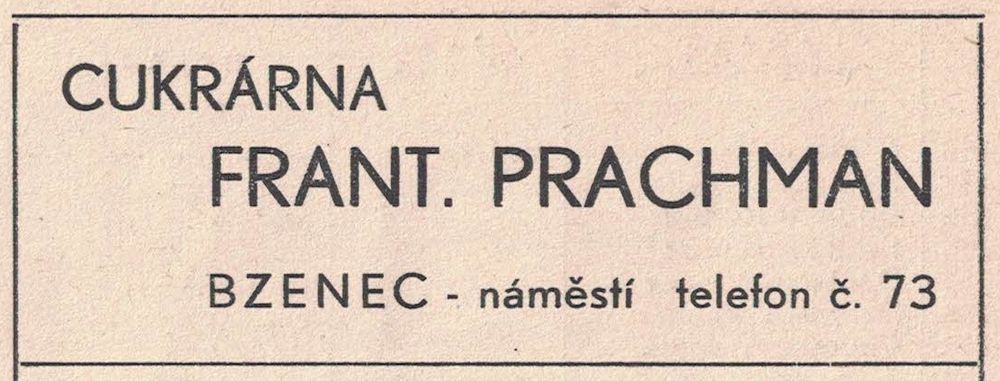 CUKRÁRNA
FRANT. PRACHMAN
BZENEC - náměstí telefon č. 73